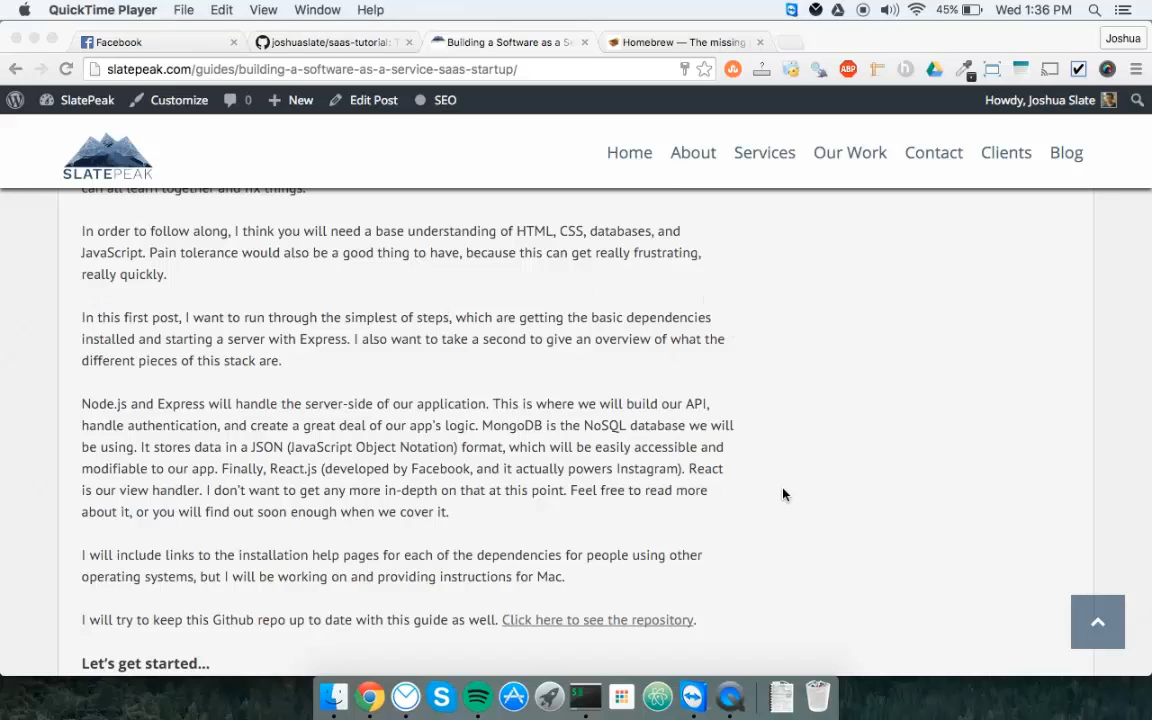 QuickTime Player File Edit View Window Help 45% Wed 1:36 PM
Facebook joshuaslate/saas-tutorial: T Building a Software as a Se Homebrew — The missing Joshua
slatepeak.com/guides/building-a-software-as-a-service-saas-startup/ ABP
SlatePeak Customize 0 New Edit Post SEO Howdy, Joshua Slate
SLATEPEAK Home About Services Our Work Contact Clients Blog
can all learn together and fix things.
In order to follow along, I think you will need a base understanding of HTML, CSS, databases, and
JavaScript. Pain tolerance would also be a good thing to have, because this can get really frustrating,
really quickly.
In this first post, I want to run through the simplest of steps, which are getting the basic dependencies
installed and starting a server with Express. I also want to take a second to give an overview of what the
different pieces of this stack are.
Node.js and Express will handle the server-side of our application. This is where we will build our API,
handle authentication, and create a great deal of our app's logic. MongoDB is the NoSQL database we will
be using. It stores data in a JSON (JavaScript Object Notation) format, which will be easily accessible and
modifiable to our app. Finally, React.js (developed by Facebook, and it actually powers Instagram). React
is our view handler. I don't want to get any more in-depth on that at this point. Feel free to read more
about it, or you will find out soon enough when we cover it.
I will include links to the installation help pages for each of the dependencies for people using other
operating systems, but I will be working on and providing instructions for Mac.
I will try to keep this Github repo up to date with this guide as well. Click here to see the repository.
Let's get started...